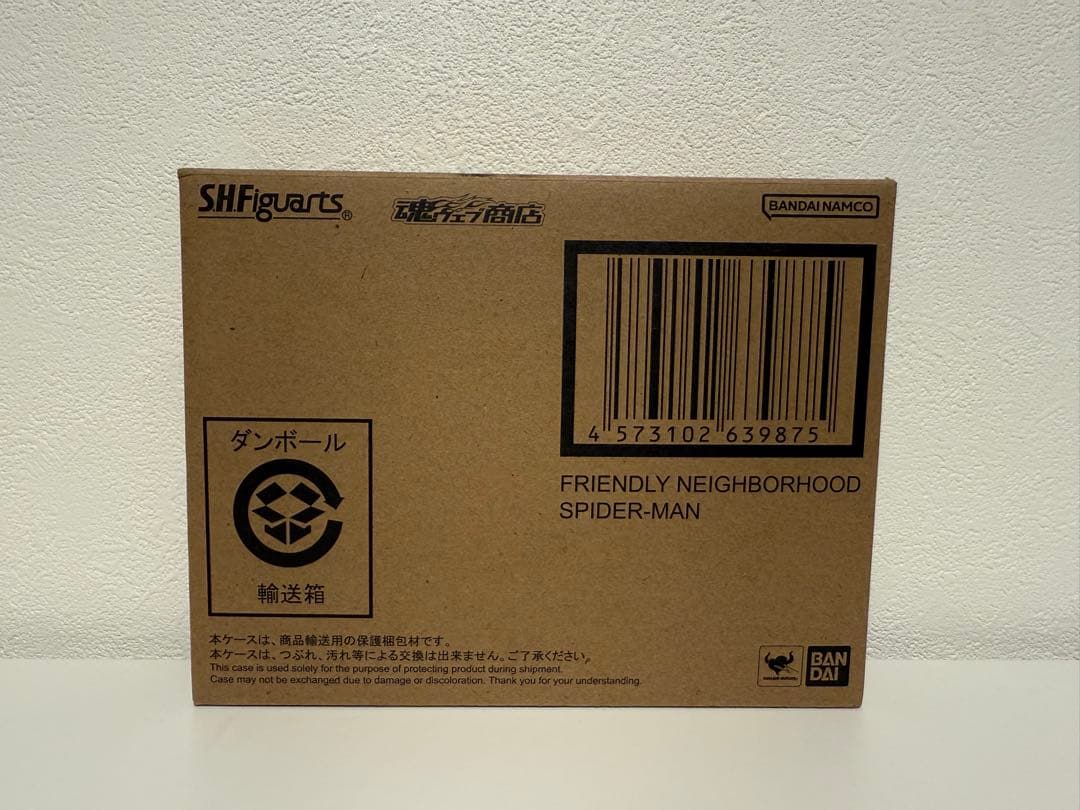 S.H.Figuarts®
魂ウェブ商店
BANDAI NAMCO
4 573102 639875
FRIENDLY NEIGHBORHOOD
SPIDER-MAN
ダンボール
輸送箱
本ケースは、商品輸送用の保護梱包材です。
本ケースは、つぶれ、汚れ等による交換は出来ません。ご了承ください。
This case is used solely for the purpose of protecting product during shipment.
Case may not be exchanged due to damage or discoloration. Thank you for your understanding.
BAN
DAI